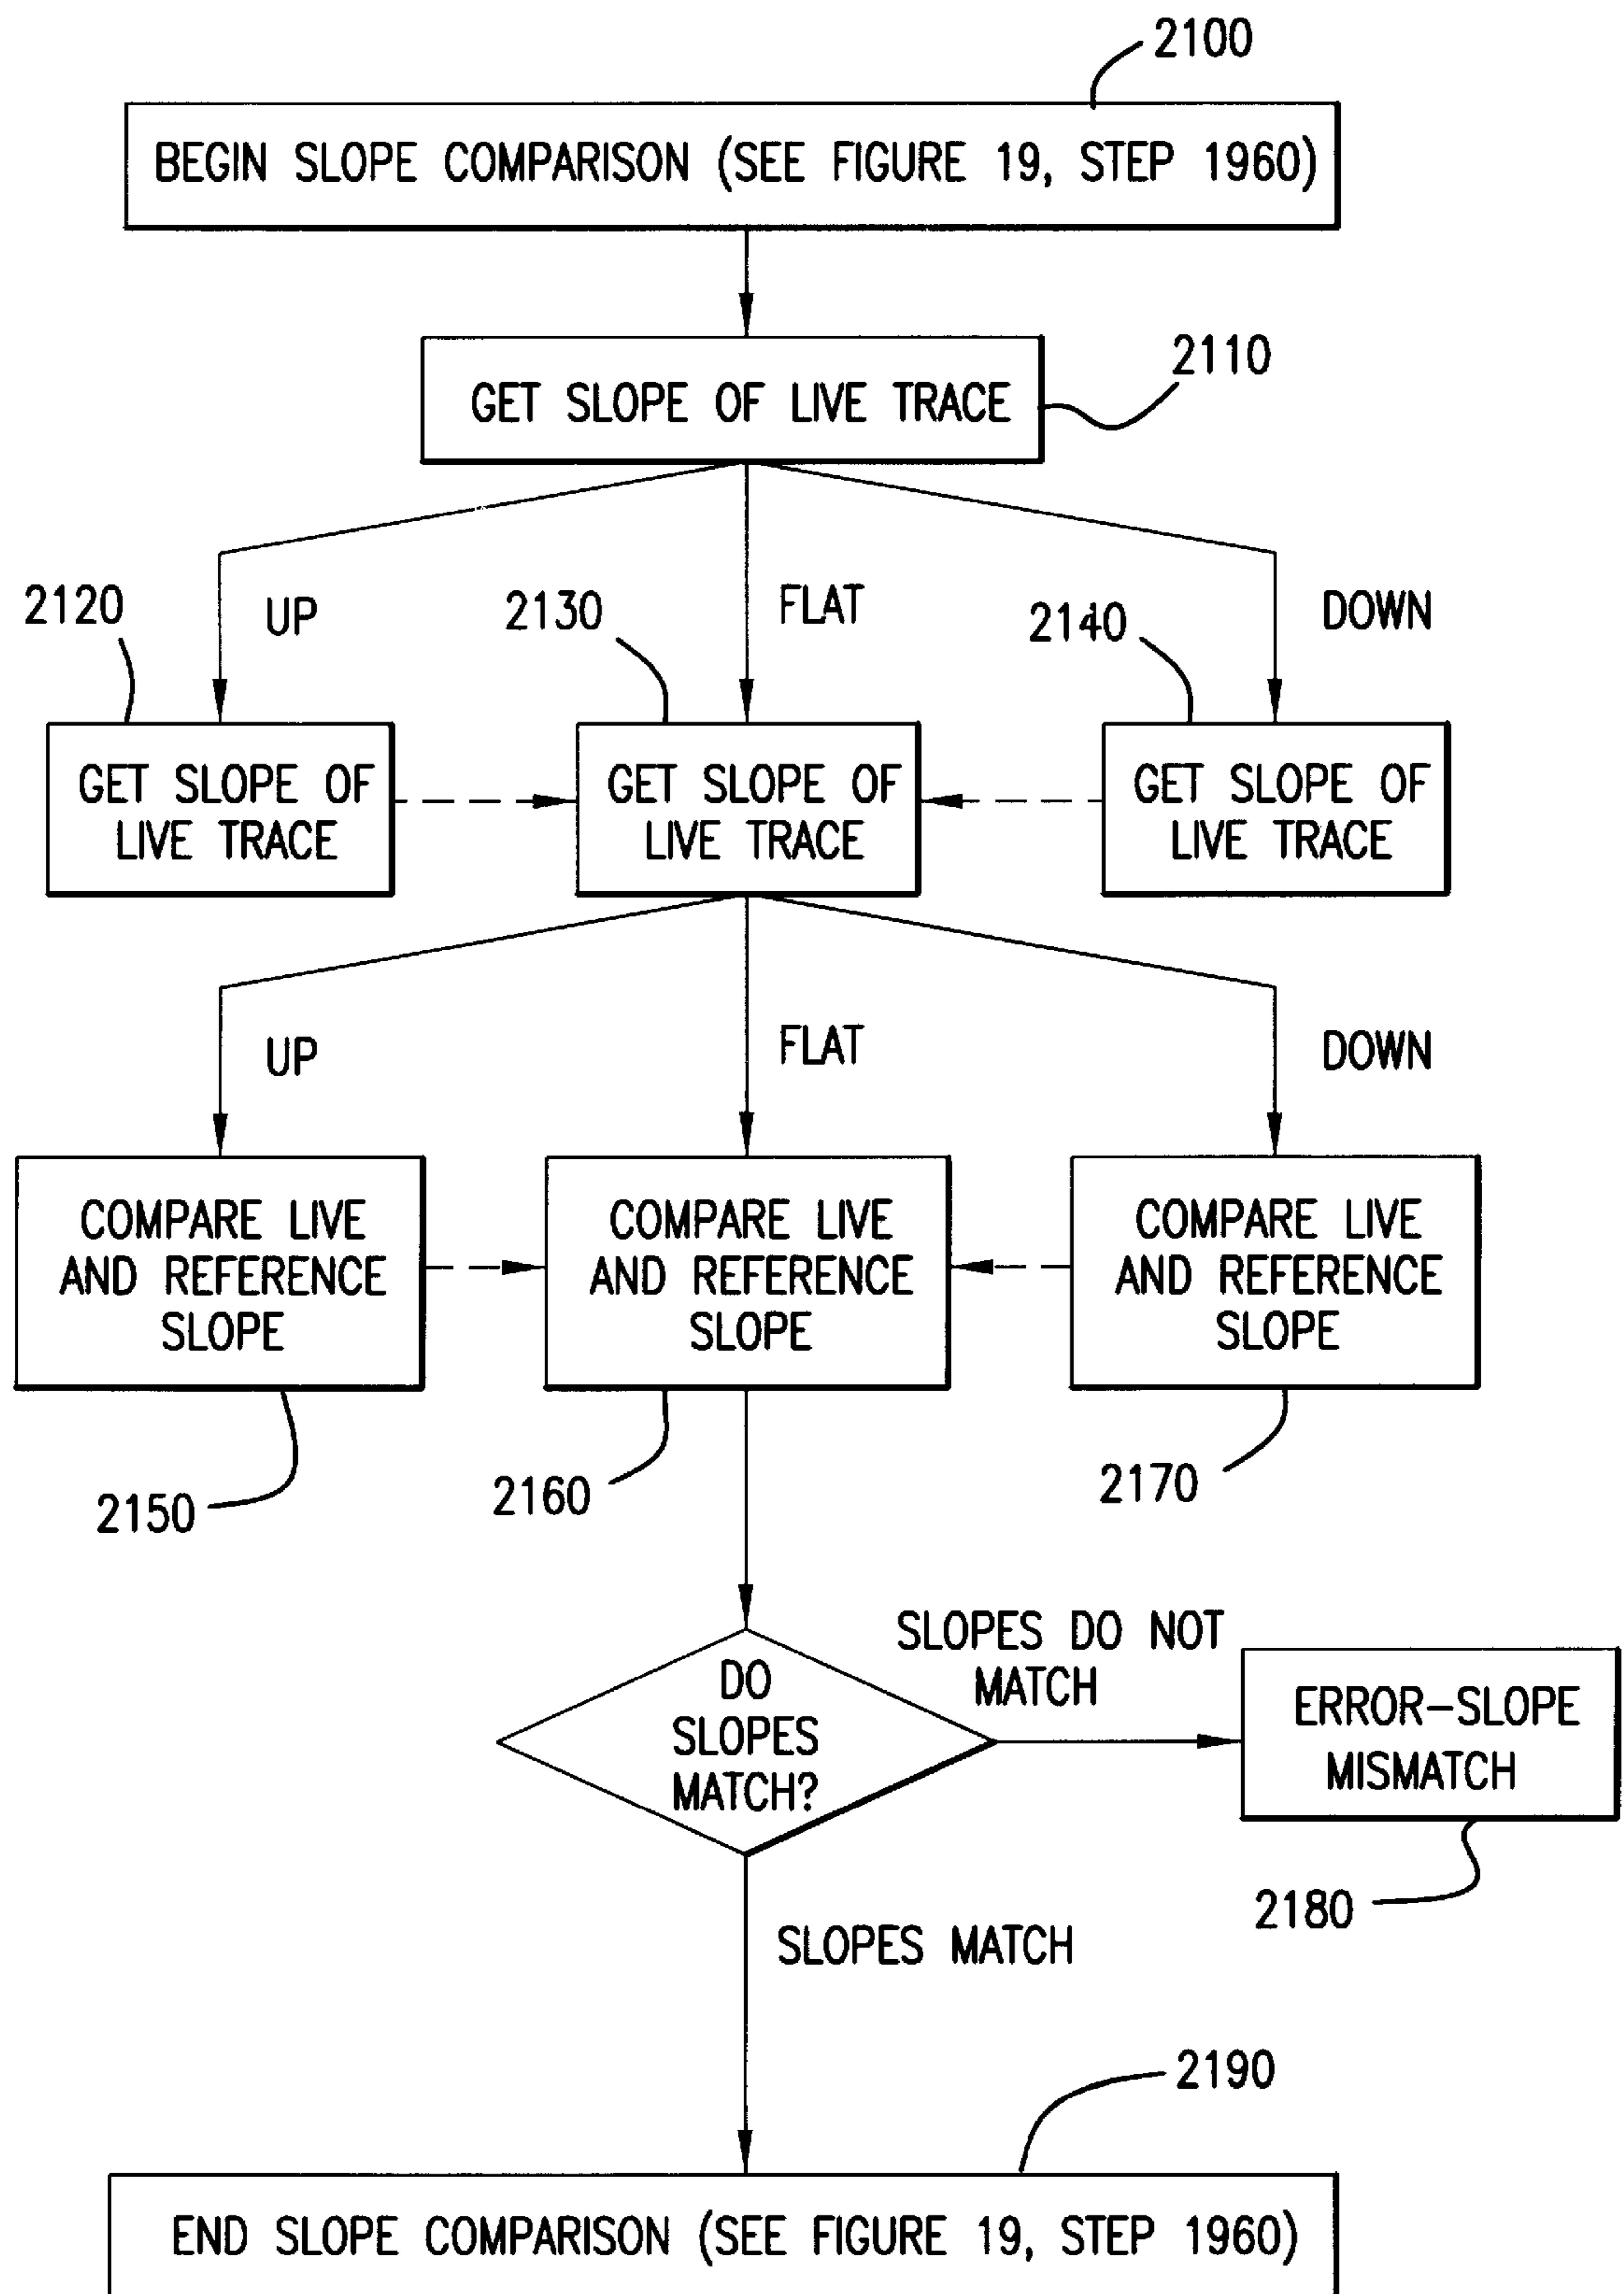 2100
BEGIN SLOPE COMPARISON (SEE FIGURE 19, STEP 1960)
2110
GET SLOPE OF LIVE TRACE
2120
UP
2130
FLAT
2140
DOWN
GET SLOPE OF
LIVE TRACE
GET SLOPE OF
LIVE TRACE
GET SLOPE OF
LIVE TRACE
UP
FLAT
DOWN
COMPARE LIVE
AND REFERENCE
SLOPE
COMPARE LIVE
AND REFERENCE
SLOPE
COMPARE LIVE
AND REFERENCE
SLOPE
2150
2160
2170
DO
SLOPES
MATCH?
SLOPES DO NOT
MATCH
ERROR-SLOPE
MISMATCH
2180
SLOPES MATCH
2190
END SLOPE COMPARISON (SEE FIGURE 19, STEP 1960)